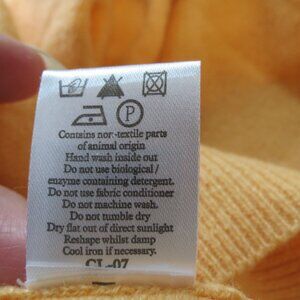 P
Contains non-textile parts
of animal origin
Hand wash inside out
Do not use biological/
enzyme containing detergent.
Do not use fabric conditioner
Do not machine wash.
Do not tumble dry
Dry flat out of direct sunlight
Reshape whilst damp
Cool iron if necessary.
CL-07